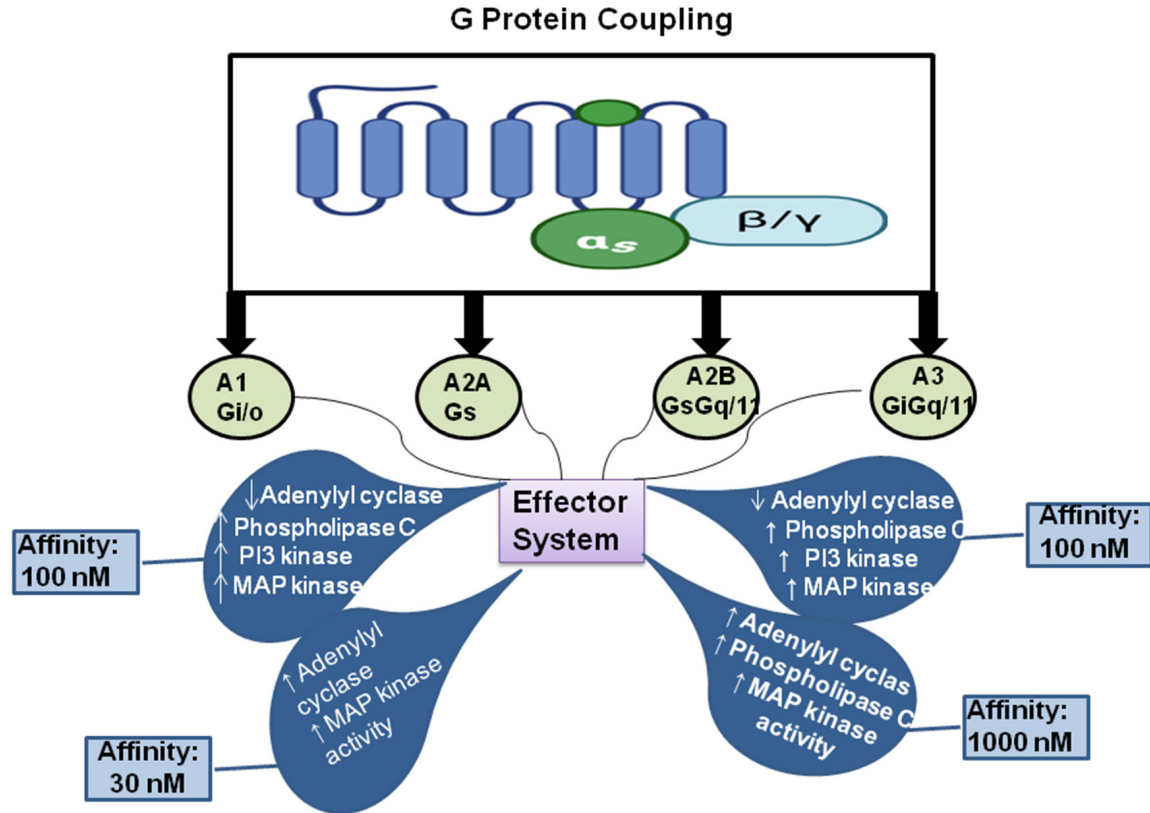 G Protein Coupling
β/γ
αs
A1
Gi/o
A2A
Gs
A2B
GsGq/11
A3
GiGq/11
Effector
System
↓Adenylyl cyclase
↑ Phospholipase C
↑ PI3 kinase
↑ MAP kinase
Affinity:
100 nM
↑ Adenylyl
cyclase
↑ MAP kinase
activity
Affinity:
30 nM
↓ Adenylyl cyclase
↑ Phospholipase C
↑ PI3 kinase
↑ MAP kinase
Affinity:
100 nM
↑ Adenylyl cyclas
↑ Phospholipase C
↑ MAP kinase
activity
Affinity:
1000 nM